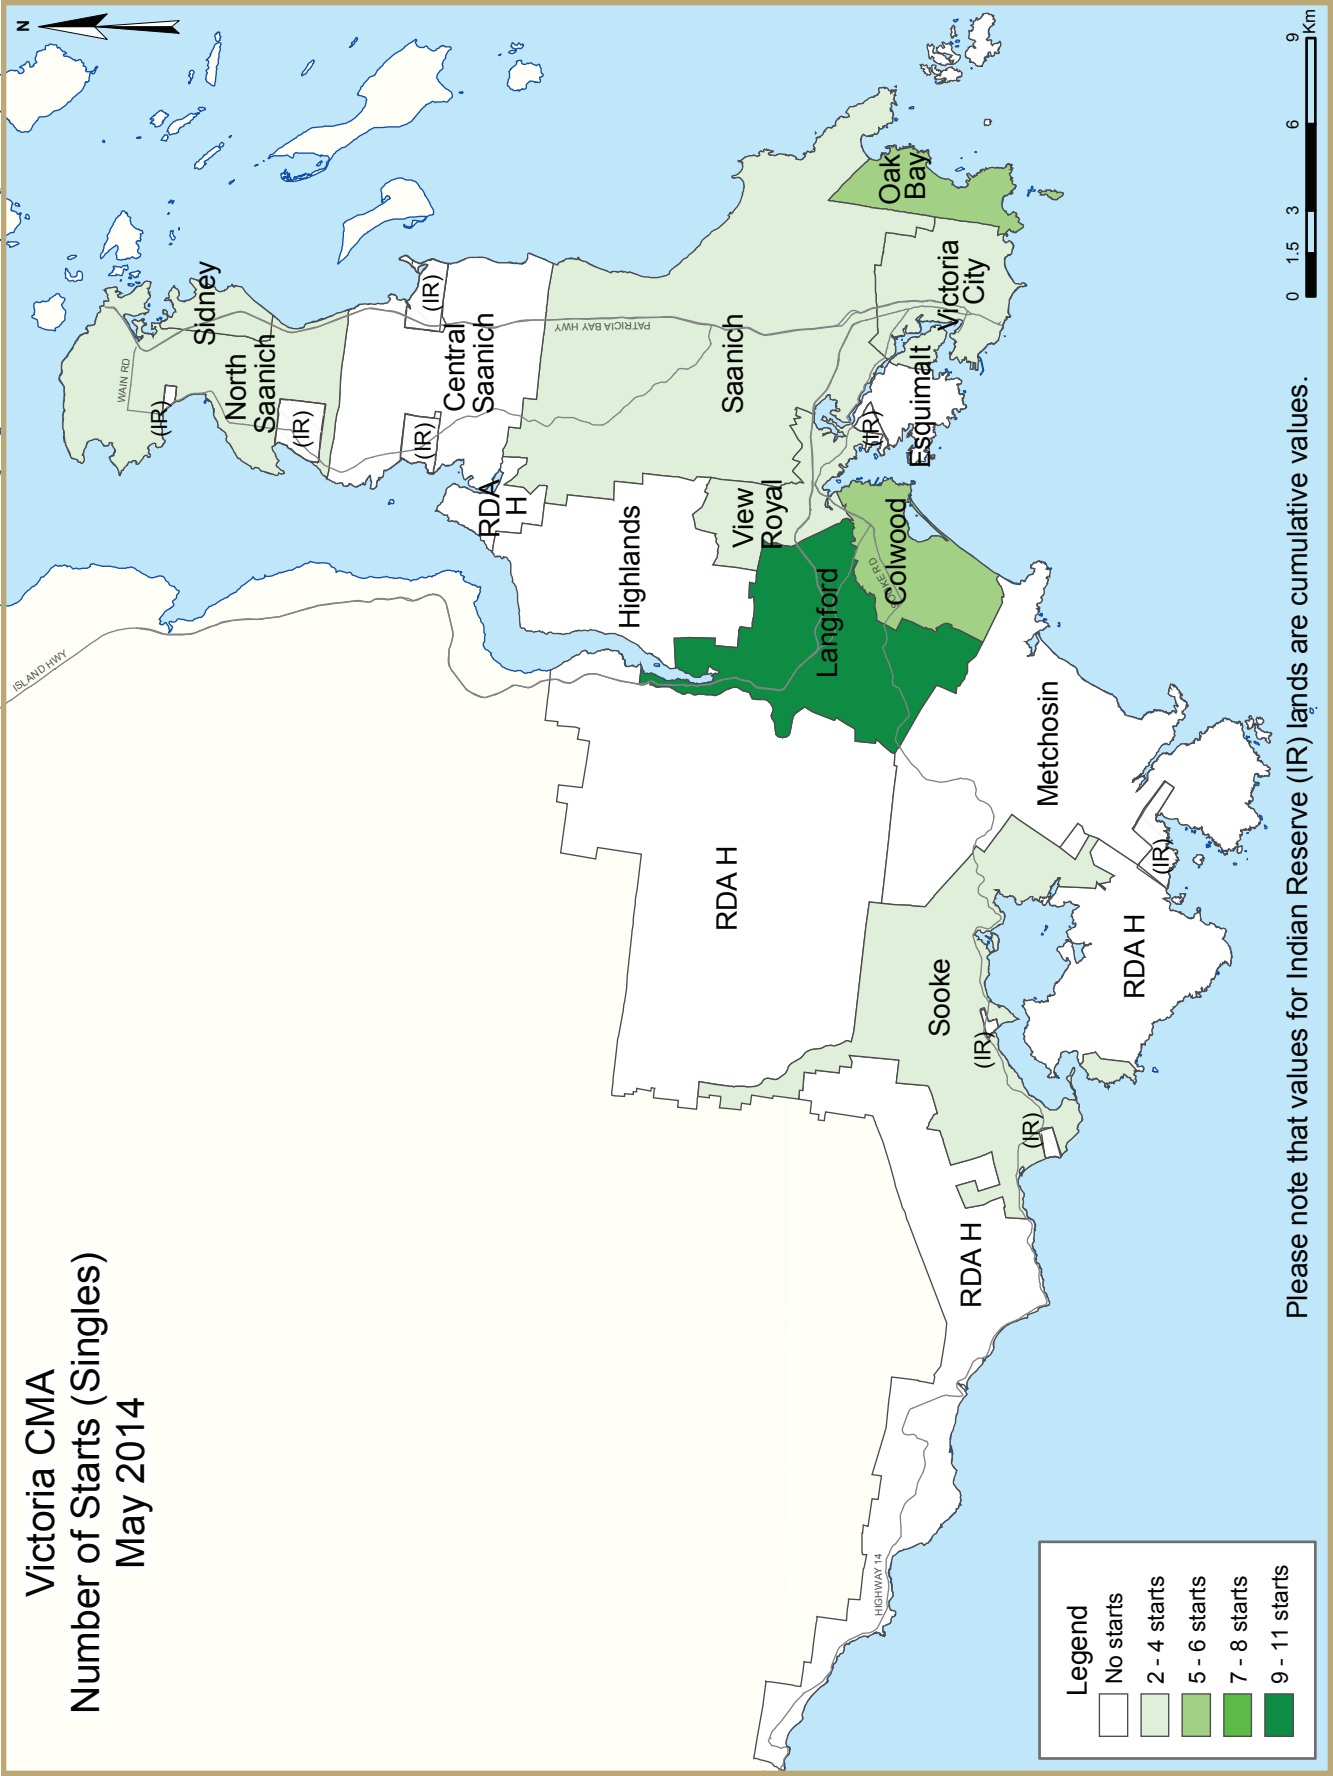 Victoria CMA
Number of Starts (Singles)
May 2014
N
ISLAND HWY
WAIN RD
Sidney
North
Saanich
(IR)
(IR)
(IR)
(IR)
Central
Saanich
PATRICIA BAY HWY
RDA
H
Highlands
Saanich
View
Royal
Oak
Bay
Victoria
City
Esquimalt
(IR)
Langford
Colwood
SOOKE RD
RDA H
Metchosin
(IR)
Sooke
(IR)
(IR)
RDA H
RDA H
HIGHWAY 14
Legend
No starts
2 - 4 starts
5 - 6 starts
7 - 8 starts
9 - 11 starts
0 1.5 3 6 9
Km
Please note that values for Indian Reserve (IR) lands are cumulative values.